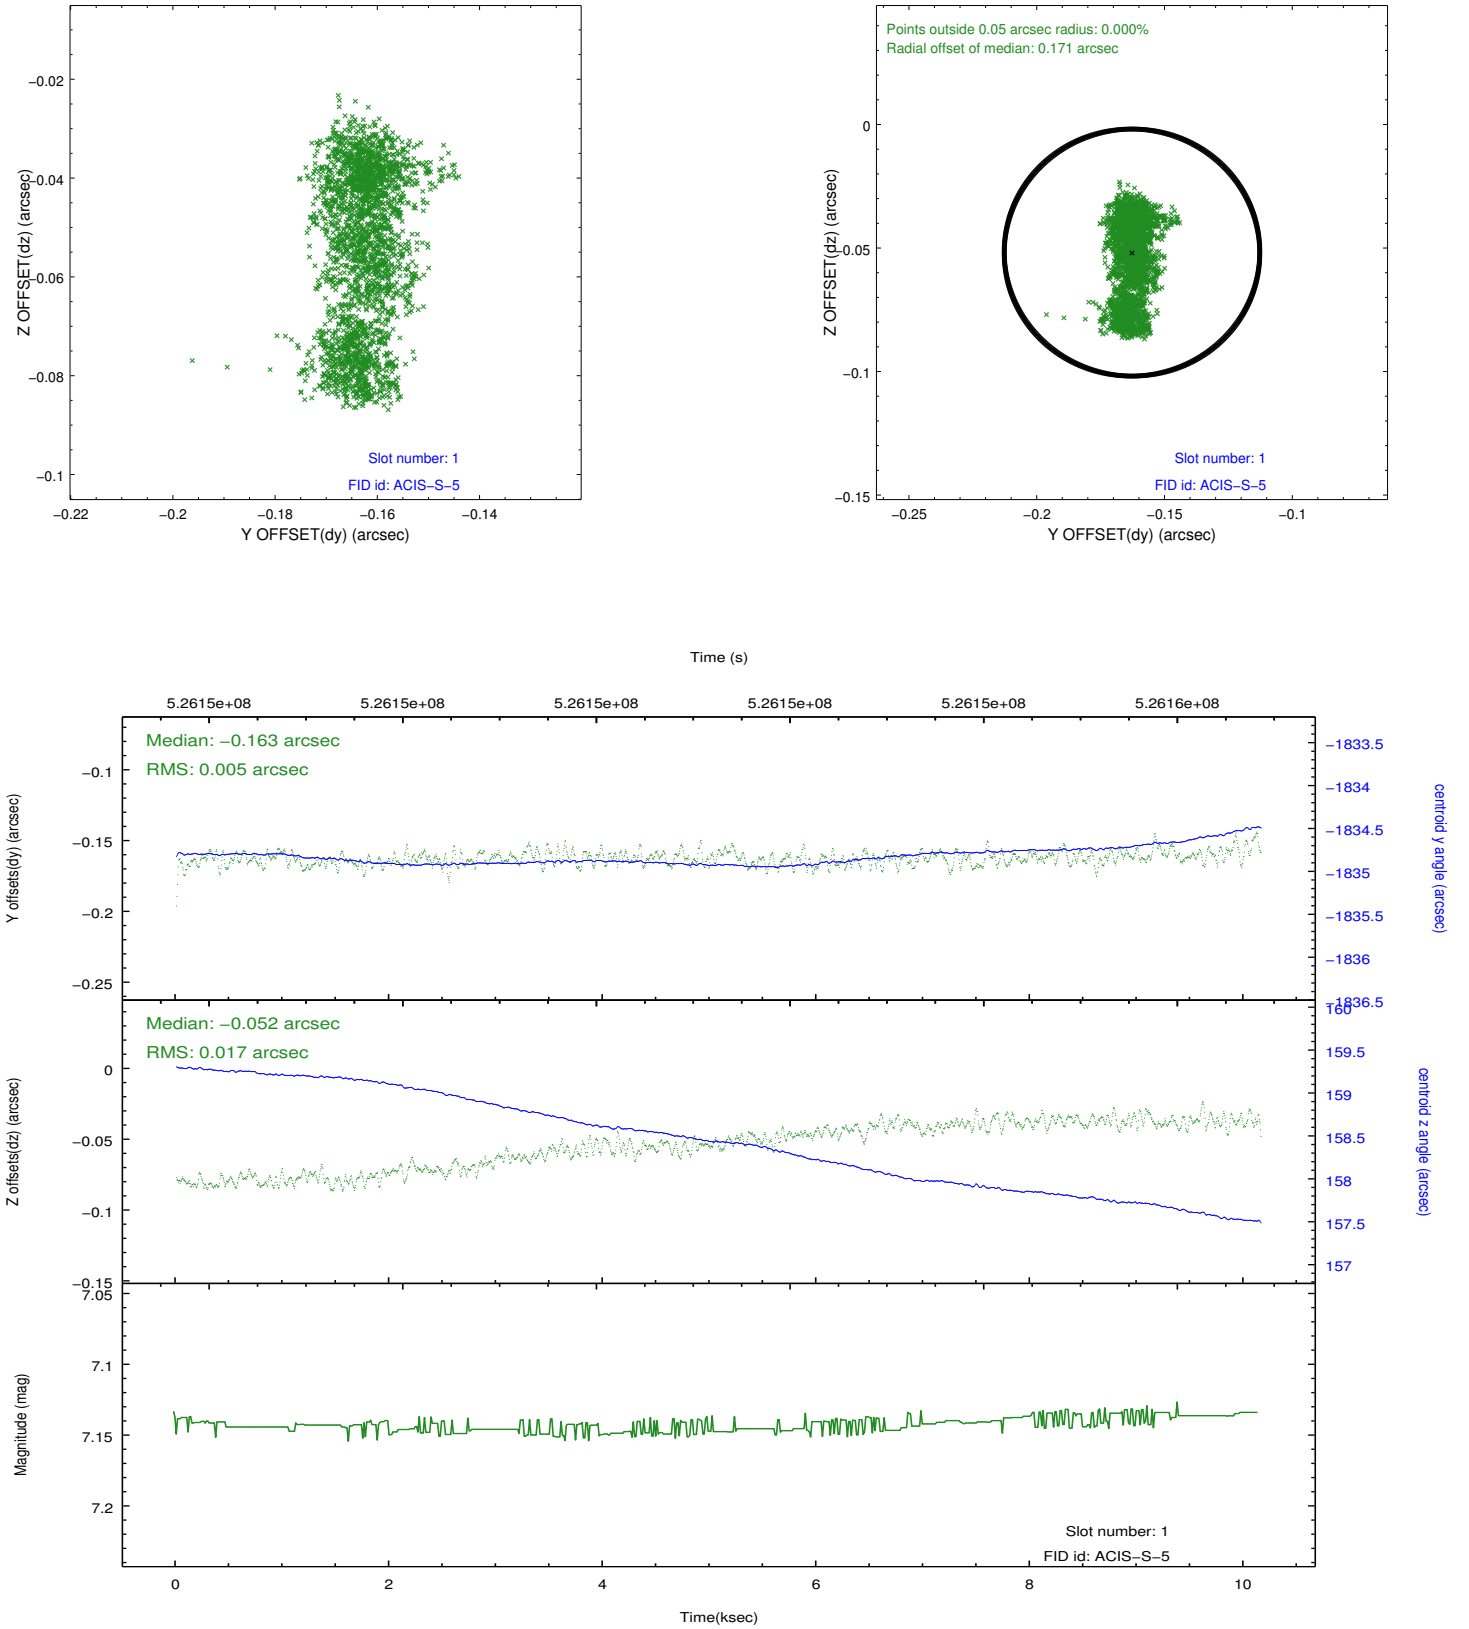 −0.02
−0.04
−0.06
−0.08
−0.1
Z OFFSET(dz) (arcsec)
Slot number: 1
FID id: ACIS−S−5
−0.22
−0.2
−0.18
−0.16
−0.14
Y OFFSET(dy) (arcsec)
Points outside 0.05 arcsec radius: 0.000%
Radial offset of median: 0.171 arcsec
0
−0.05
−0.1
−0.15
Z OFFSET(dz) (arcsec)
Slot number: 1
FID id: ACIS−S−5
−0.25
−0.2
−0.15
−0.1
Y OFFSET(dy) (arcsec)
Time (s)
5.2615e+08
5.2615e+08
5.2615e+08
5.2615e+08
5.2615e+08
5.2616e+08
Median: −0.163 arcsec
RMS: 0.005 arcsec
−0.1
−0.15
−0.2
−0.25
Y offsets(dy) (arcsec)
−1833.5
−1834
−1834.5
−1835
−1835.5
−1836
−1836.5
centroid y angle (arcsec)
Median: −0.052 arcsec
RMS: 0.017 arcsec
0
−0.05
−0.1
−0.15
Z offsets(dz) (arcsec)
160
159.5
159
158.5
158
157.5
157
centroid z angle (arcsec)
7.05
7.1
7.15
7.2
Magnitude (mag)
Slot number: 1
FID id: ACIS−S−5
0
2
4
6
8
10
Time(ksec)